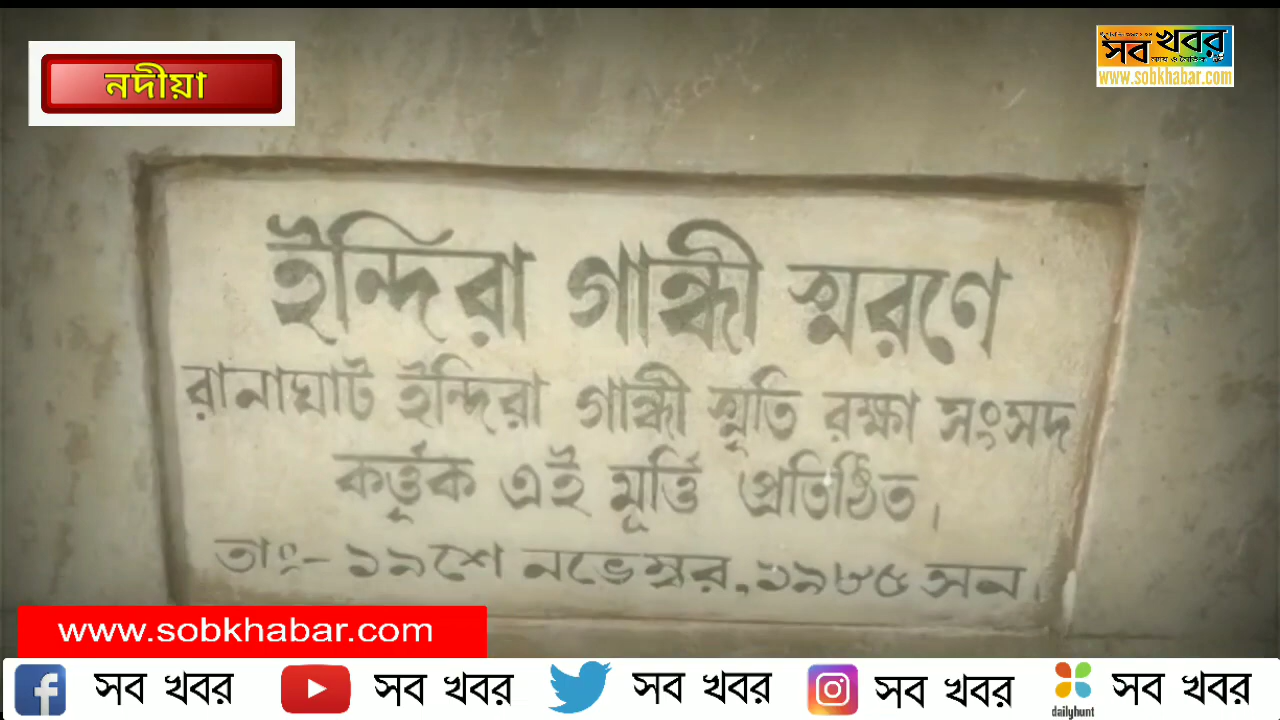 নদীয়া
সব খবর
www.sobkhabar.com
ইন্দিরা গান্ধী স্মরণে
রানাঘাট ইন্দিরা গান্ধী স্মৃতি রক্ষা সংসদ
কর্ত্তৃক এই মূর্ত্তি প্রতিষ্ঠিত।
তাং:- ১৯শে নভেম্বর, ১৯৮৫ সন।
www.sobkhabar.com
সব খবর সব খবর সব খবর সব খবর dailyhunt সব খবর